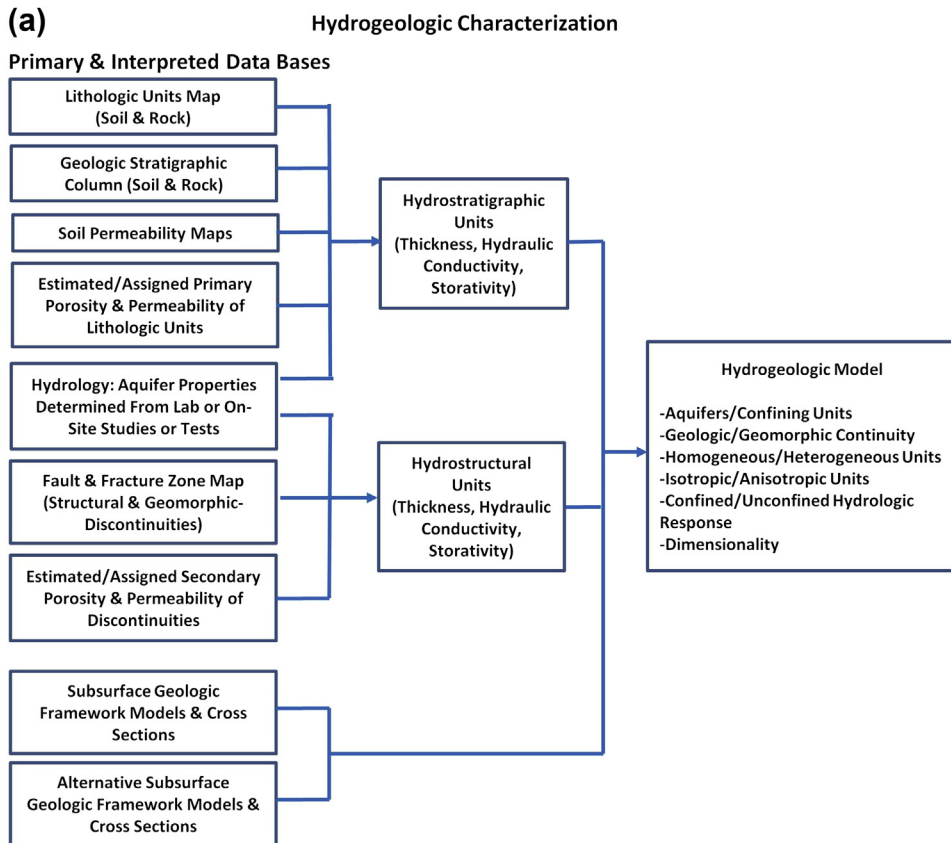 (a)
Hydrogeologic Characterization
Primary & Interpreted Data Bases
Lithologic Units Map
(Soil & Rock)
Geologic Stratigraphic
Column (Soil & Rock)
Soil Permeability Maps
Estimated/Assigned Primary
Porosity & Permeability of
Lithologic Units
Hydrology: Aquifer Properties
Determined From Lab or On-
Site Studies or Tests
Fault & Fracture Zone Map
(Structural & Geomorphic-
Discontinuities)
Estimated/Assigned Secondary
Porosity & Permeability of
Discontinuities
Subsurface Geologic
Framework Models & Cross
Sections
Alternative Subsurface
Geologic Framework Models &
Cross Sections
Hydrostratigraphic
Units
(Thickness, Hydraulic
Conductivity,
Storativity)
Hydrostructural
Units
(Thickness, Hydraulic
Conductivity,
Storativity)
Hydrogeologic Model
-Aquifers/Confining Units
-Geologic/Geomorphic Continuity
-Homogeneous/Heterogeneous Units
-Isotropic/Anisotropic Units
-Confined/Unconfined Hydrologic
Response
-Dimensionality